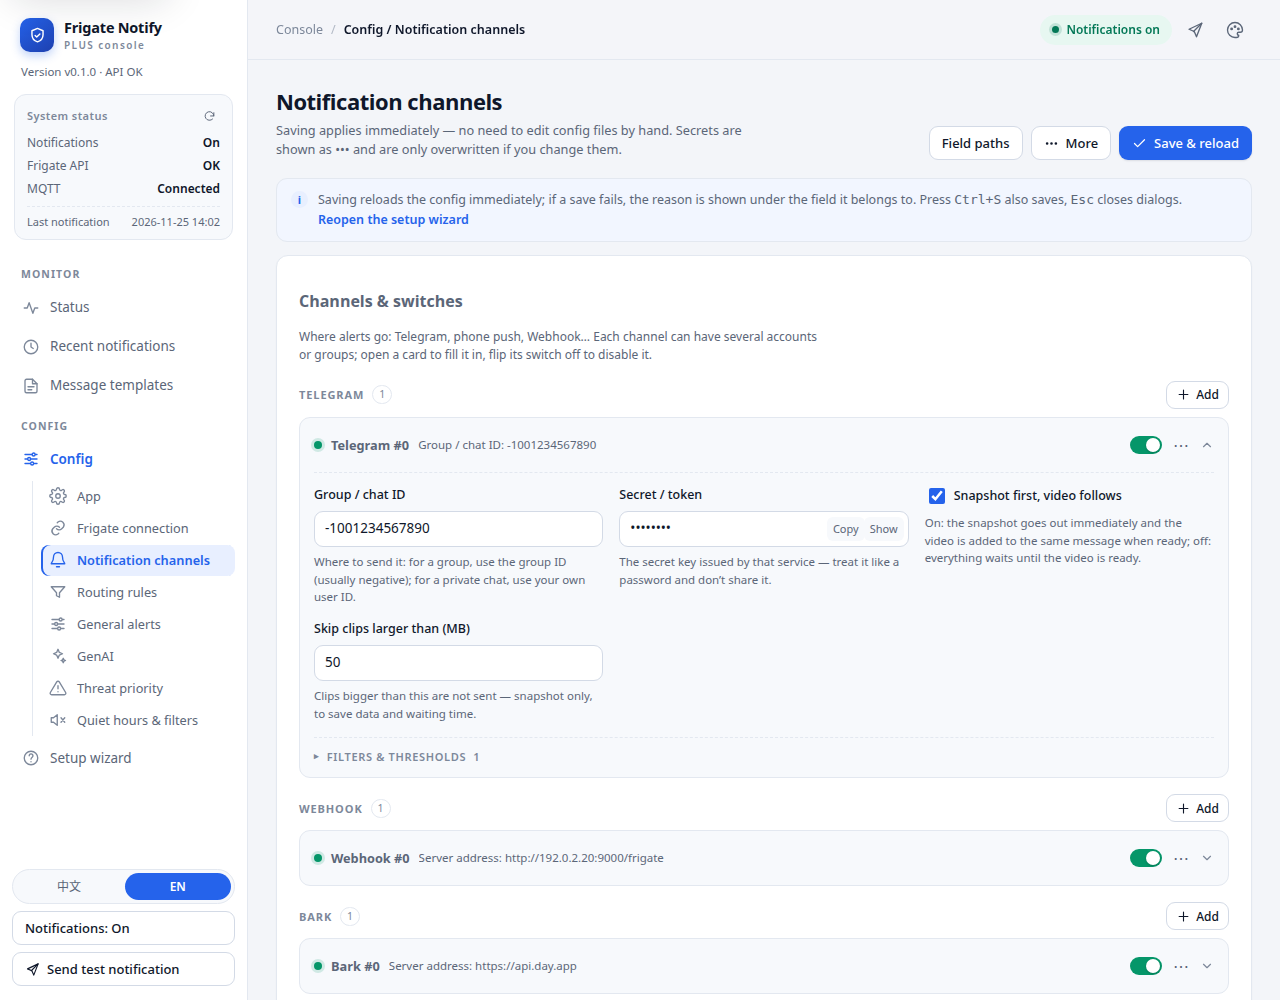 Frigate Notify
PLUS console
Version v0.1.0 · API OK
System status
Notifications On
Frigate API OK
MQTT Connected
Last notification 2026-11-25 14:02
MONITOR
Status
Recent notifications
Message templates
CONFIG
Config
App
Frigate connection
Notification channels
Routing rules
General alerts
GenAI
Threat priority
Quiet hours & filters
Setup wizard
中文 EN
Notifications: On
Send test notification
Console / Config / Notification channels
Notifications on
Notification channels
Saving applies immediately — no need to edit config files by hand. Secrets are
shown as ••• and are only overwritten if you change them.
Field paths
••• More
Save & reload
Saving reloads the config immediately; if a save fails, the reason is shown under the field it belongs to. Press Ctrl+S also saves, Esc closes dialogs.
Reopen the setup wizard
Channels & switches
Where alerts go: Telegram, phone push, Webhook... Each channel can have several accounts
or groups; open a card to fill it in, flip its switch off to disable it.
TELEGRAM 1
+ Add
Telegram #0 Group / chat ID: -1001234567890
Group / chat ID
-1001234567890
Where to send it: for a group, use the group ID
(usually negative); for a private chat, use your own
user ID.
Secret / token
••••••••
Copy Show
The secret key issued by that service — treat it like a
password and don't share it.
Snapshot first, video follows
On: the snapshot goes out immediately and the
video is added to the same message when ready; off:
everything waits until the video is ready.
Skip clips larger than (MB)
50
Clips bigger than this are not sent — snapshot only,
to save data and waiting time.
▸ FILTERS & THRESHOLDS 1
WEBHOOK 1
+ Add
Webhook #0 Server address: http://192.0.2.20:9000/frigate
BARK 1
+ Add
Bark #0 Server address: https://api.day.app